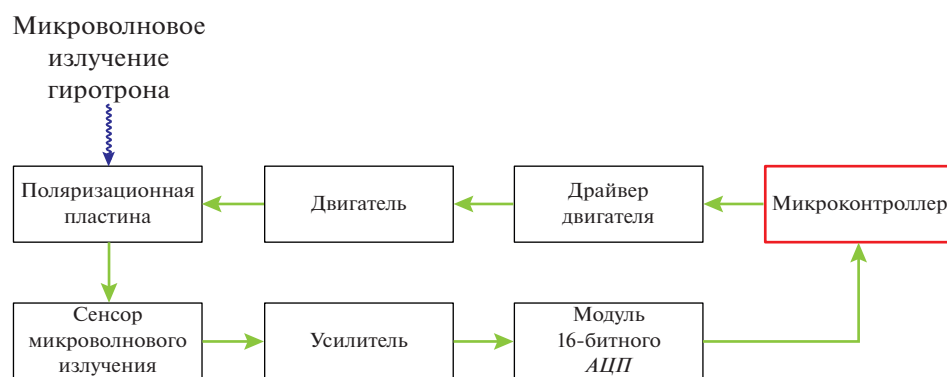 Микроволновое
излучение
гиротрона
Поляризационная
пластина
Двигатель
Драйвер
двигателя
Микроконтроллер
Сенсор
микроволнового
излучения
Усилитель
Модуль
16-битного
АЦП